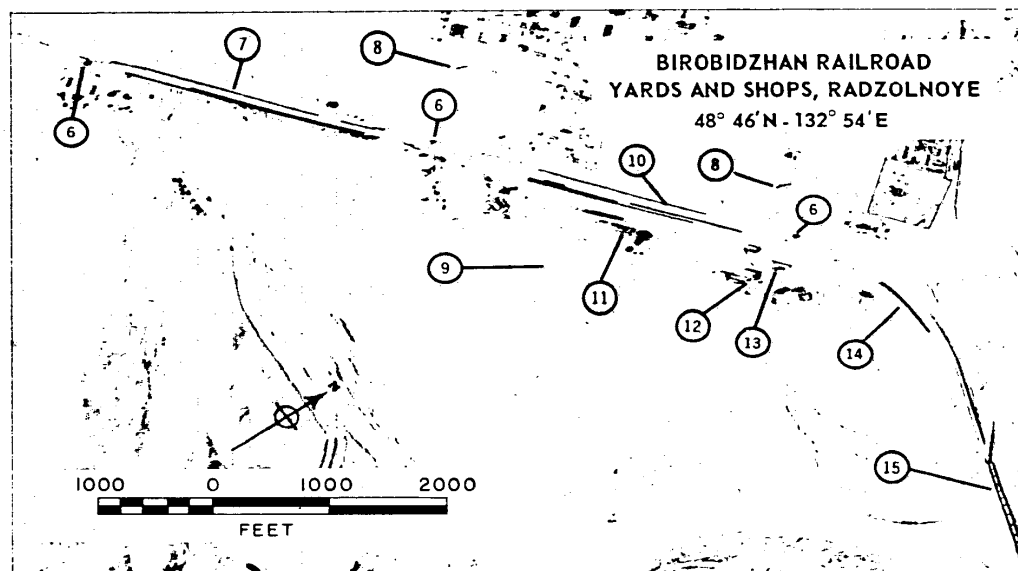 7
8
BIROBIDZHAN RAILROAD
YARDS AND SHOPS, RADZOLNOYE
48° 46'N - 132° 54'E
6
6
10
8
6
9
11
12
13
14
15
1000 0 1000 2000
FEET